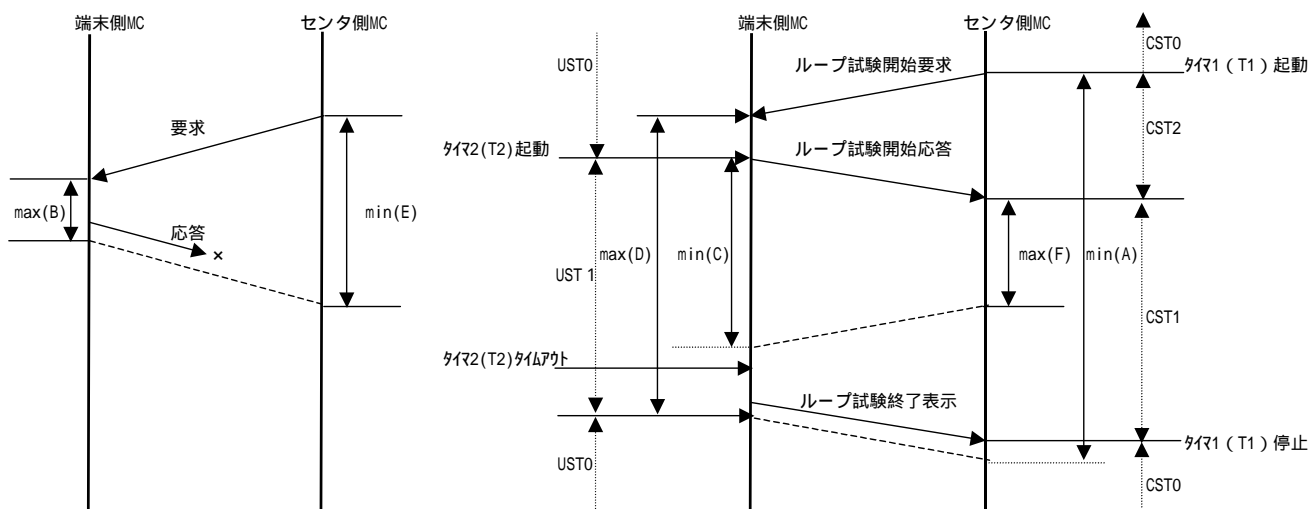 端末側MC
センタ側MC
要求
max(B)
応答
×
min(E)
端末側MC
センタ側MC
UST0
ループ試験開始要求
CST0
ﾀｲﾏ1（T1）起動
CST2
ﾀｲﾏ2(T2)起動
ループ試験開始応答
max(D)
min(C)
max(F)
min(A)
UST1
CST1
ﾀｲﾏ2(T2)ﾀｲﾑｱｳﾄ
ループ試験終了表示
ﾀｲﾏ1（T1）停止
UST0
CST0